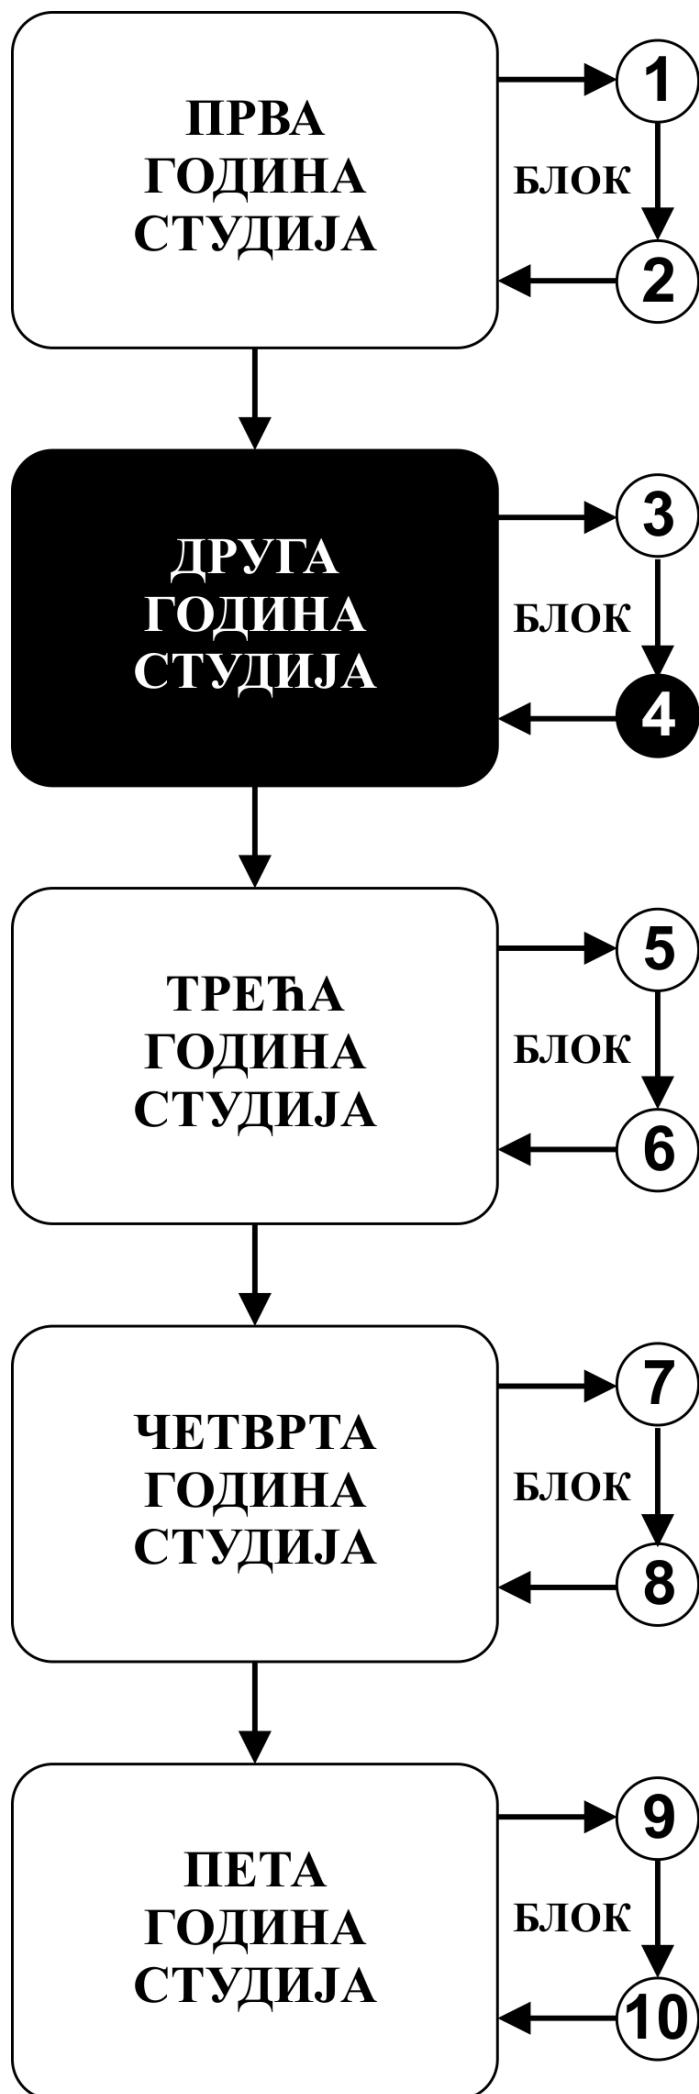 ПРВА
ГОДИНА
СТУДИЈА
1
БЛОК
2
ДРУГА
ГОДИНА
СТУДИЈА
3
БЛОК
4
ТРЕЋА
ГОДИНА
СТУДИЈА
5
БЛОК
6
ЧЕТВРТА
ГОДИНА
СТУДИЈА
7
БЛОК
8
ПЕТА
ГОДИНА
СТУДИЈА
9
БЛОК
10